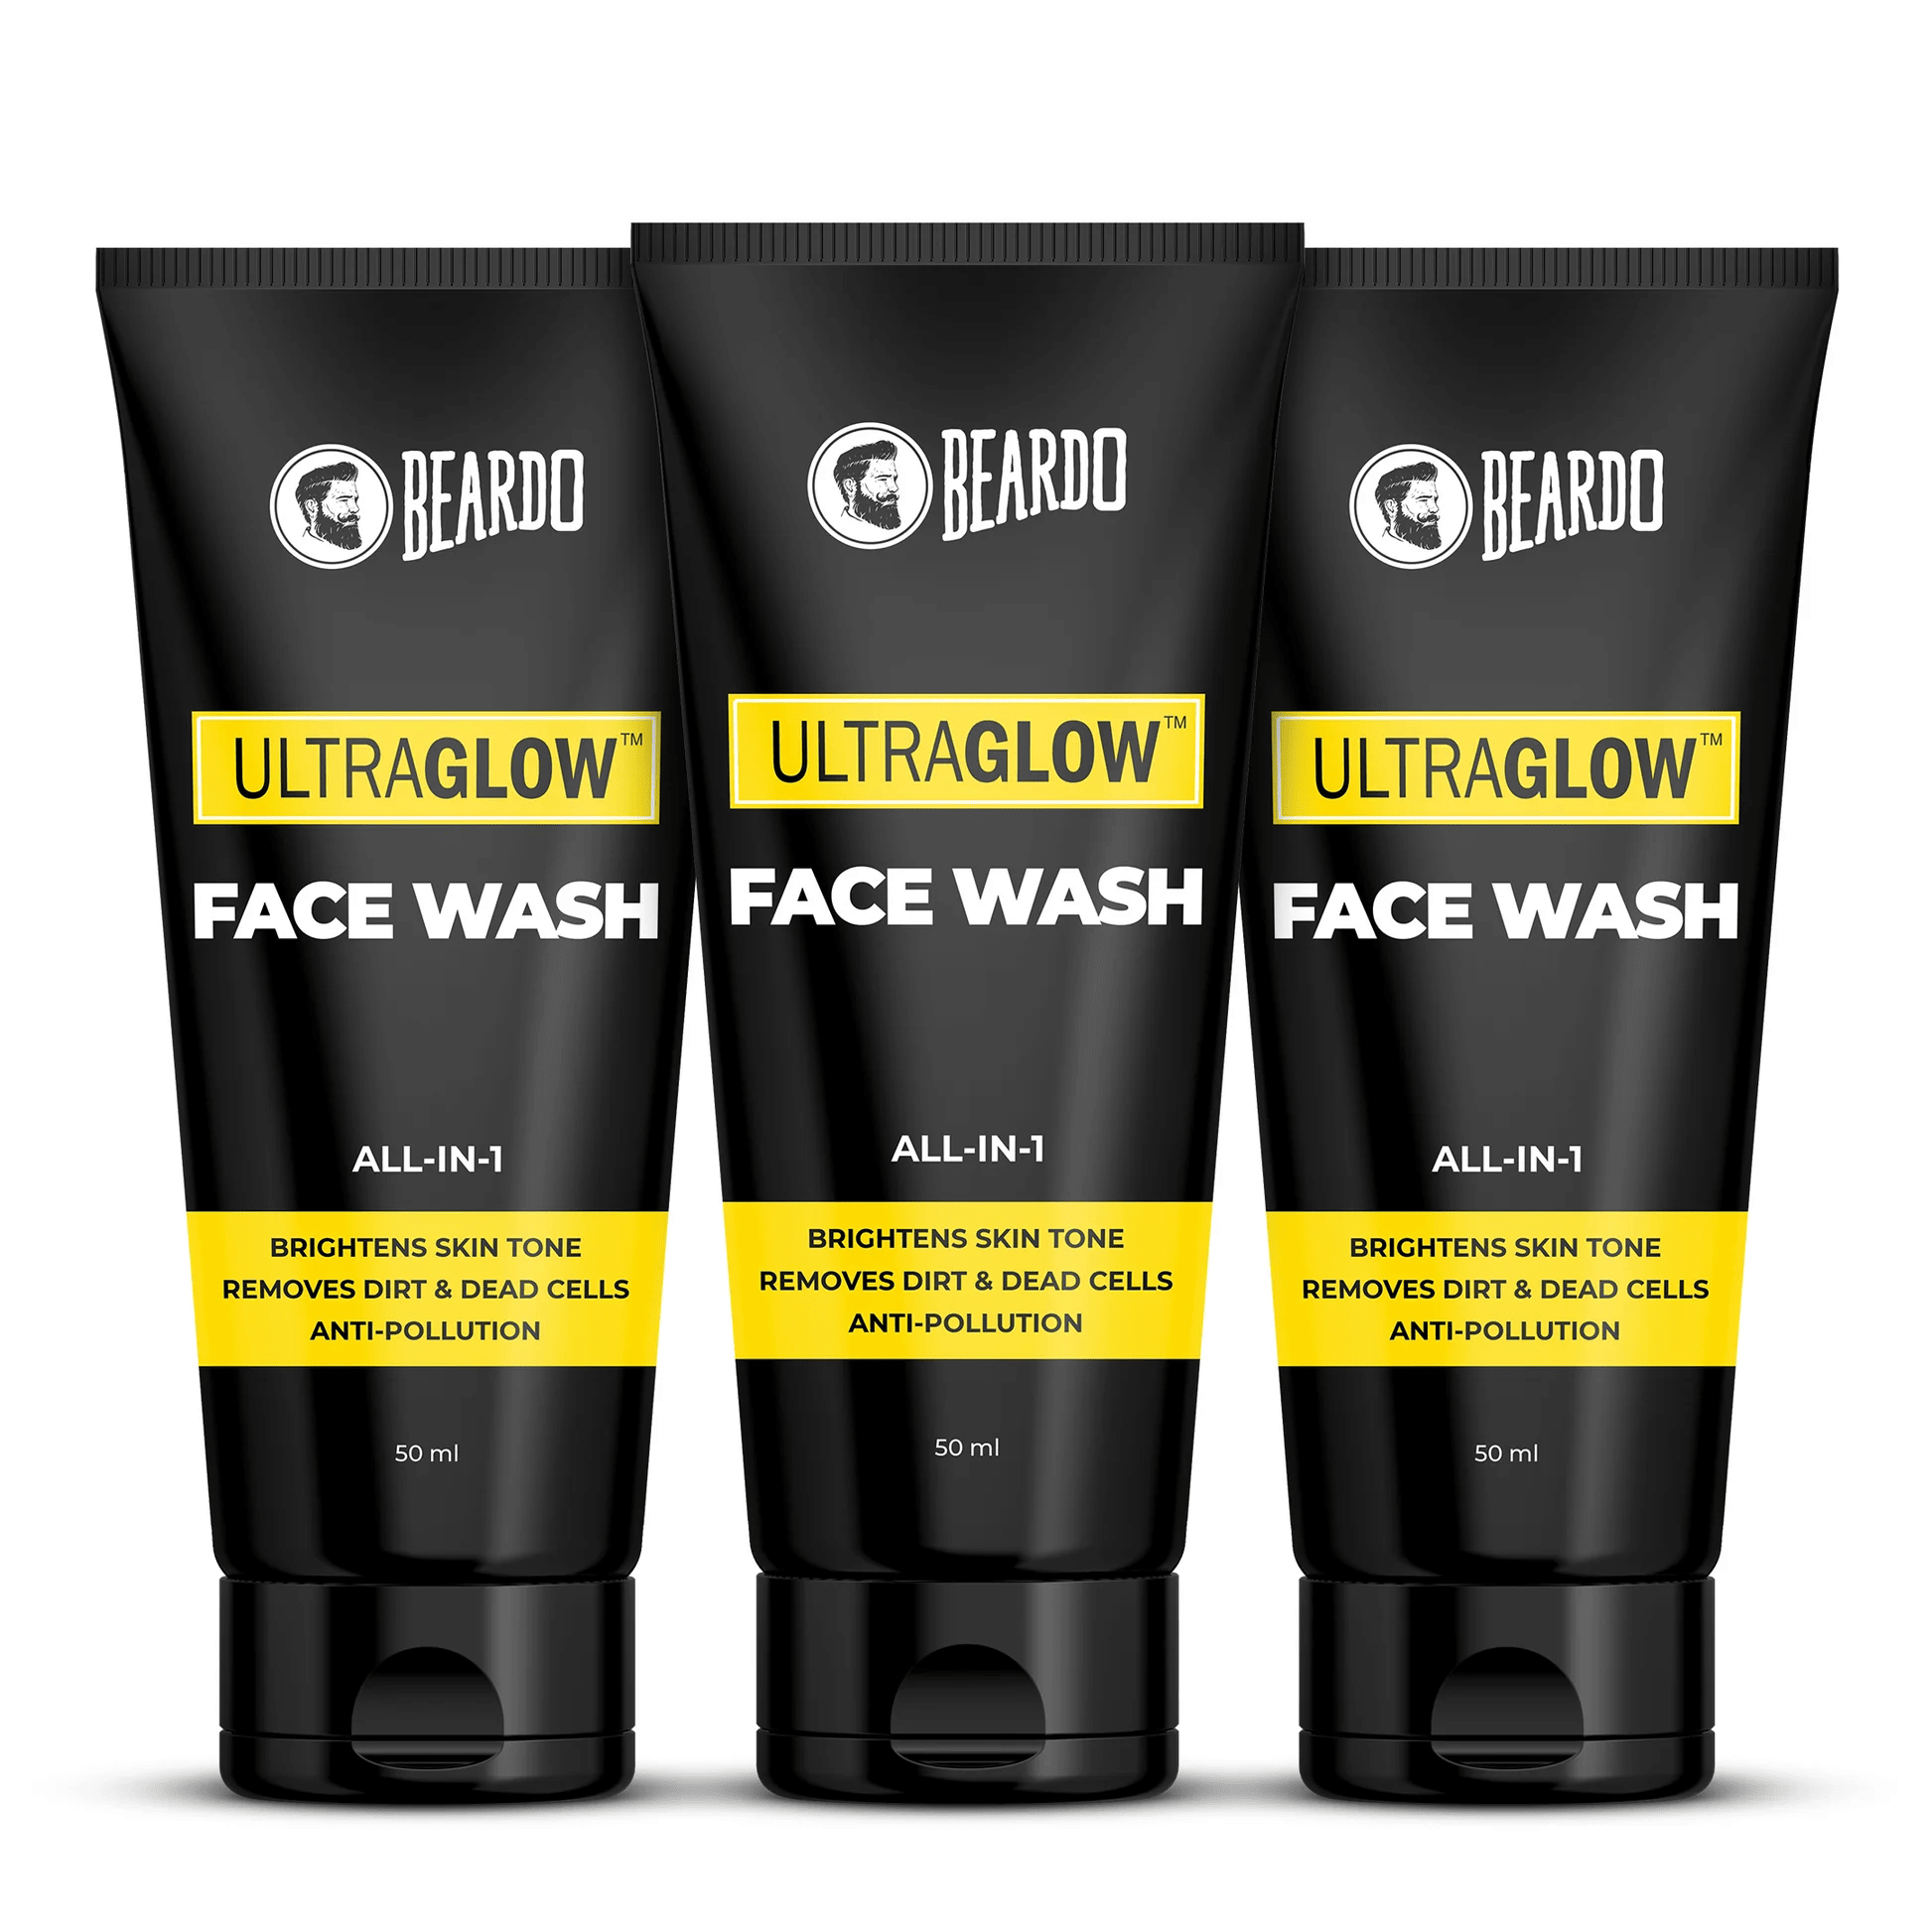 BEARDO
ULTRAGLOW™
FACE WASH
ALL-IN-1
BRIGHTENS SKIN TONE
REMOVES DIRT & DEAD CELLS
ANTI-POLLUTION
50 ml
BEARDO
ULTRAGLOW™
FACE WASH
ALL-IN-1
BRIGHTENS SKIN TONE
REMOVES DIRT & DEAD CELLS
ANTI-POLLUTION
50 ml
BEARDO
ULTRAGLOW™
FACE WASH
ALL-IN-1
BRIGHTENS SKIN TONE
REMOVES DIRT & DEAD CELLS
ANTI-POLLUTION
50 ml